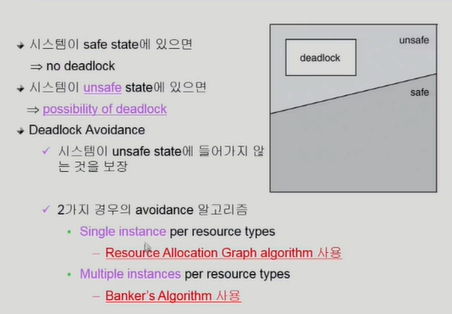 시스템이 safe state에 있으면
⇒ no deadlock
시스템이 unsafe state에 있으면
⇒ possibility of deadlock
Deadlock Avoidance
✓ 시스템이 unsafe state에 들어가지 않
는 것을 보장
✓ 2가지 경우의 avoidance 알고리즘
• Single instance per resource types
– Resource Allocation Graph algorithm 사용
• Multiple instances per resource types
– Banker's Algorithm 사용
unsafe
deadlock
safe